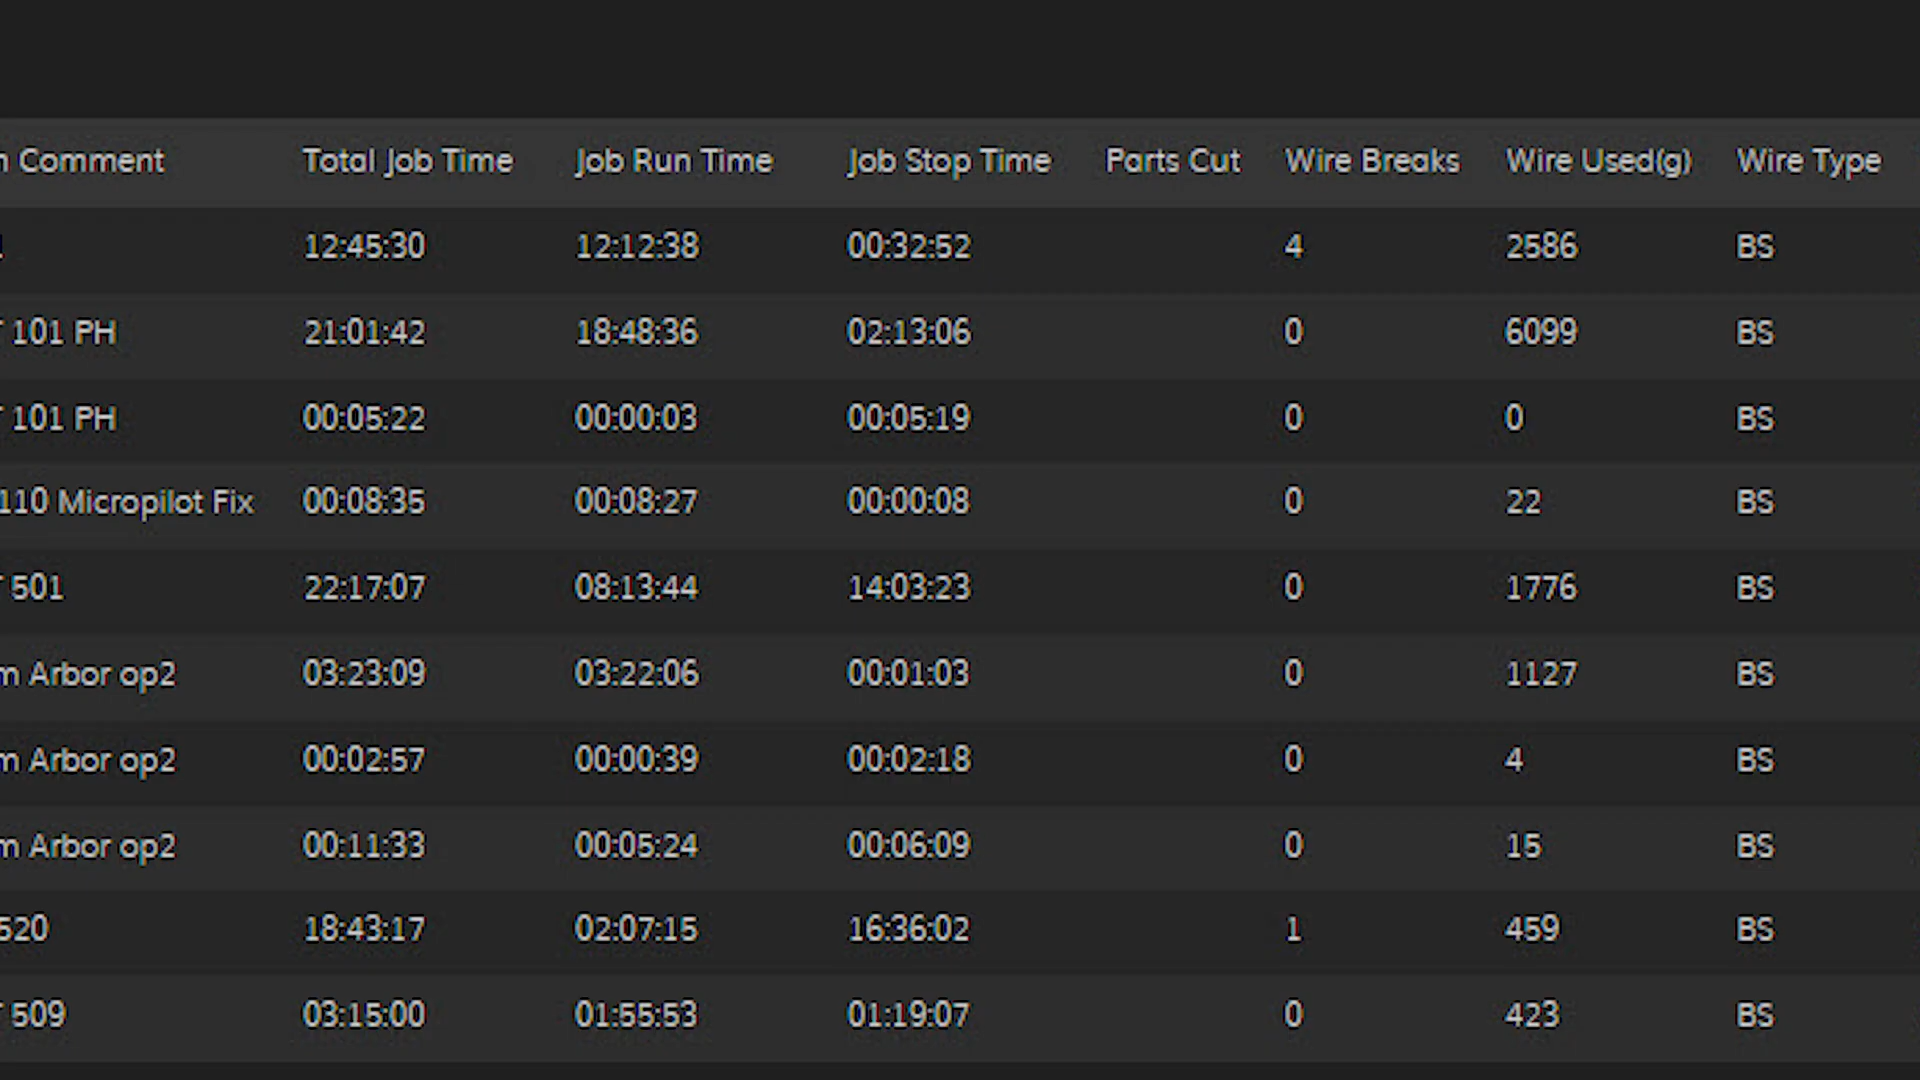 Comment Total Job Time Job Run Time Job Stop Time Parts Cut Wire Breaks Wire Used(g) Wire Type
12:45:30 12:12:38 00:32:52 4 2586 BS
101 PH 21:01:42 18:48:36 02:13:06 0 6099 BS
101 PH 00:05:22 00:00:03 00:05:19 0 0 BS
110 Micropilot Fix 00:08:35 00:08:27 00:00:08 0 22 BS
501 22:17:07 08:13:44 14:03:23 0 1776 BS
m Arbor op2 03:23:09 03:22:06 00:01:03 0 1127 BS
m Arbor op2 00:02:57 00:00:39 00:02:18 0 4 BS
m Arbor op2 00:11:33 00:05:24 00:06:09 0 15 BS
520 18:43:17 02:07:15 16:36:02 1 459 BS
509 03:15:00 01:55:53 01:19:07 0 423 BS